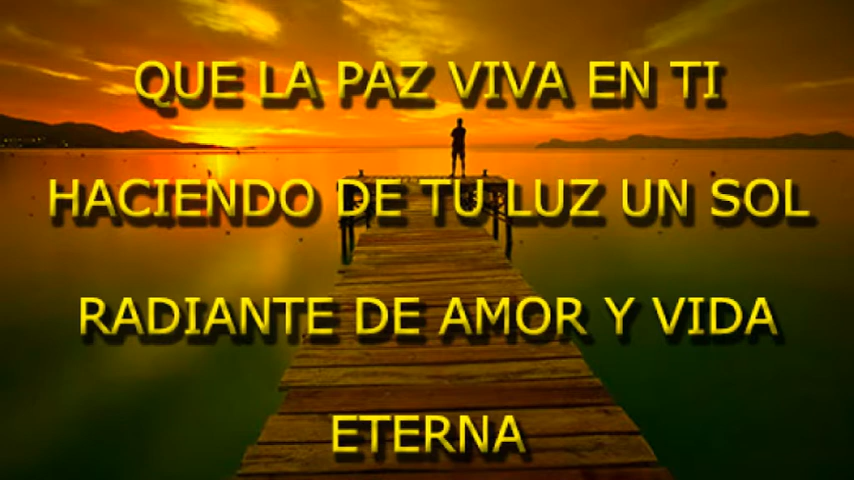 QUE LA PAZ VIVA EN TI
HACIENDO DE TU LUZ UN SOL
RADIANTE DE AMOR Y VIDA
ETERNA